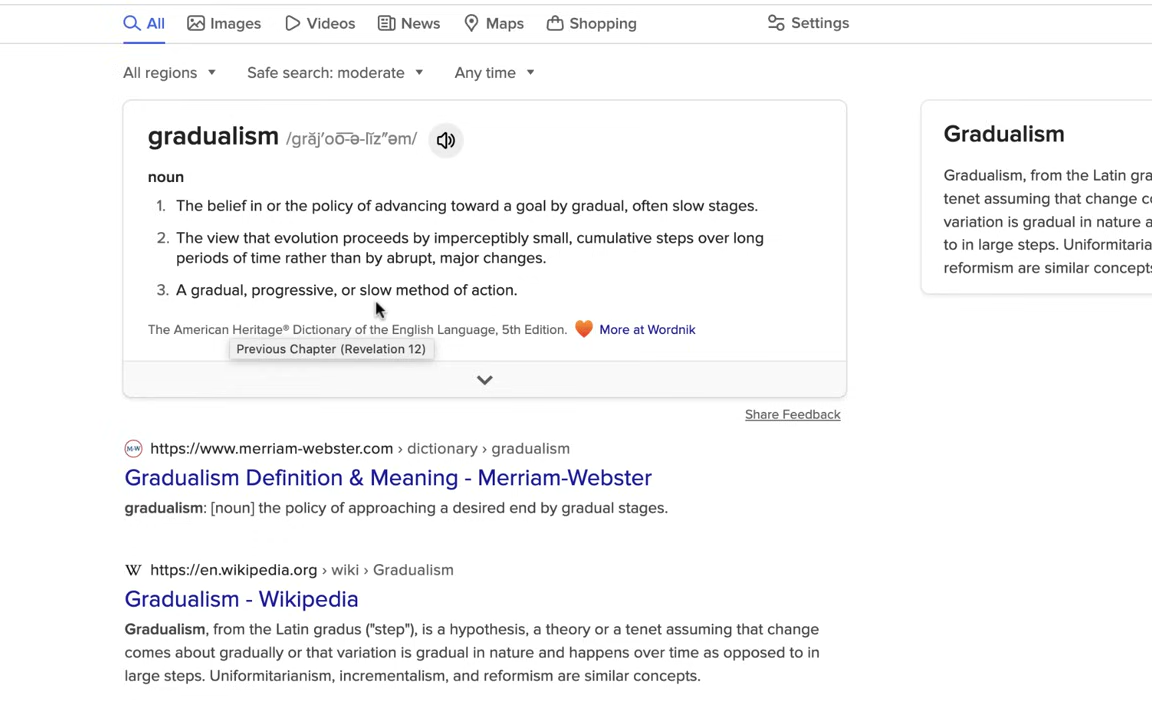 All Images Videos News Maps Shopping Settings
All regions Safe search: moderate Any time
gradualism /grăj′o͞o-ə-lĭz″əm/
noun
1. The belief in or the policy of advancing toward a goal by gradual, often slow stages.
2. The view that evolution proceeds by imperceptibly small, cumulative steps over long
periods of time rather than by abrupt, major changes.
3. A gradual, progressive, or slow method of action.
The American Heritage® Dictionary of the English Language, 5th Edition. More at Wordnik
Previous Chapter (Revelation 12)
Share Feedback
https://www.merriam-webster.com › dictionary › gradualism
Gradualism Definition & Meaning - Merriam-Webster
gradualism: [noun] the policy of approaching a desired end by gradual stages.
W https://en.wikipedia.org › wiki › Gradualism
Gradualism - Wikipedia
Gradualism, from the Latin gradus ("step"), is a hypothesis, a theory or a tenet assuming that change
comes about gradually or that variation is gradual in nature and happens over time as opposed to in
large steps. Uniformitarianism, incrementalism, and reformism are similar concepts.
Gradualism
Gradualism, from the Latin gra
tenet assuming that change c
variation is gradual in nature a
to in large steps. Uniformitaria
reformism are similar concepts